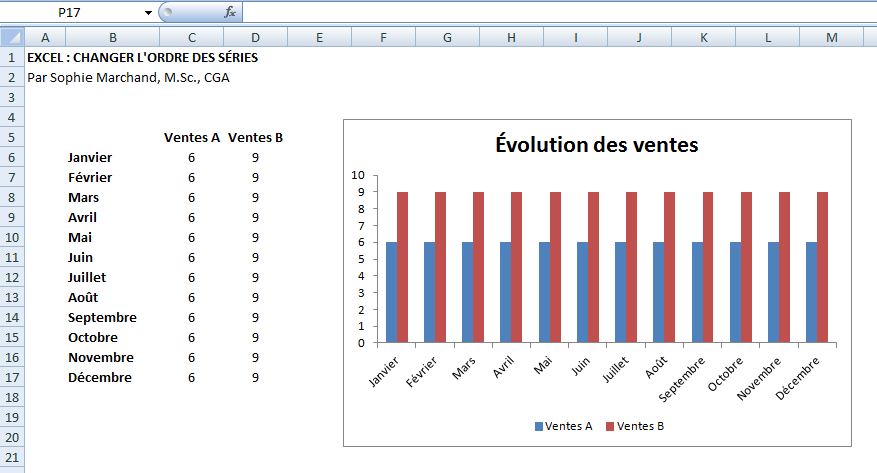 P17
fx
A B C D E F G H I J K L M
1 EXCEL : CHANGER L'ORDRE DES SÉRIES
2 Par Sophie Marchand, M.Sc., CGA
3
4
5 Ventes A Ventes B
6 Janvier 6 9
7 Février 6 9
8 Mars 6 9
9 Avril 6 9
10 Mai 6 9
11 Juin 6 9
12 Juillet 6 9
13 Août 6 9
14 Septembre 6 9
15 Octobre 6 9
16 Novembre 6 9
17 Décembre 6 9
18
19
20
21
Évolution des ventes
10
9
8
7
6
5
4
3
2
1
0
Janvier Février Mars Avril Mai Juin Juillet Août Septembre Octobre Novembre Décembre
Ventes A Ventes B